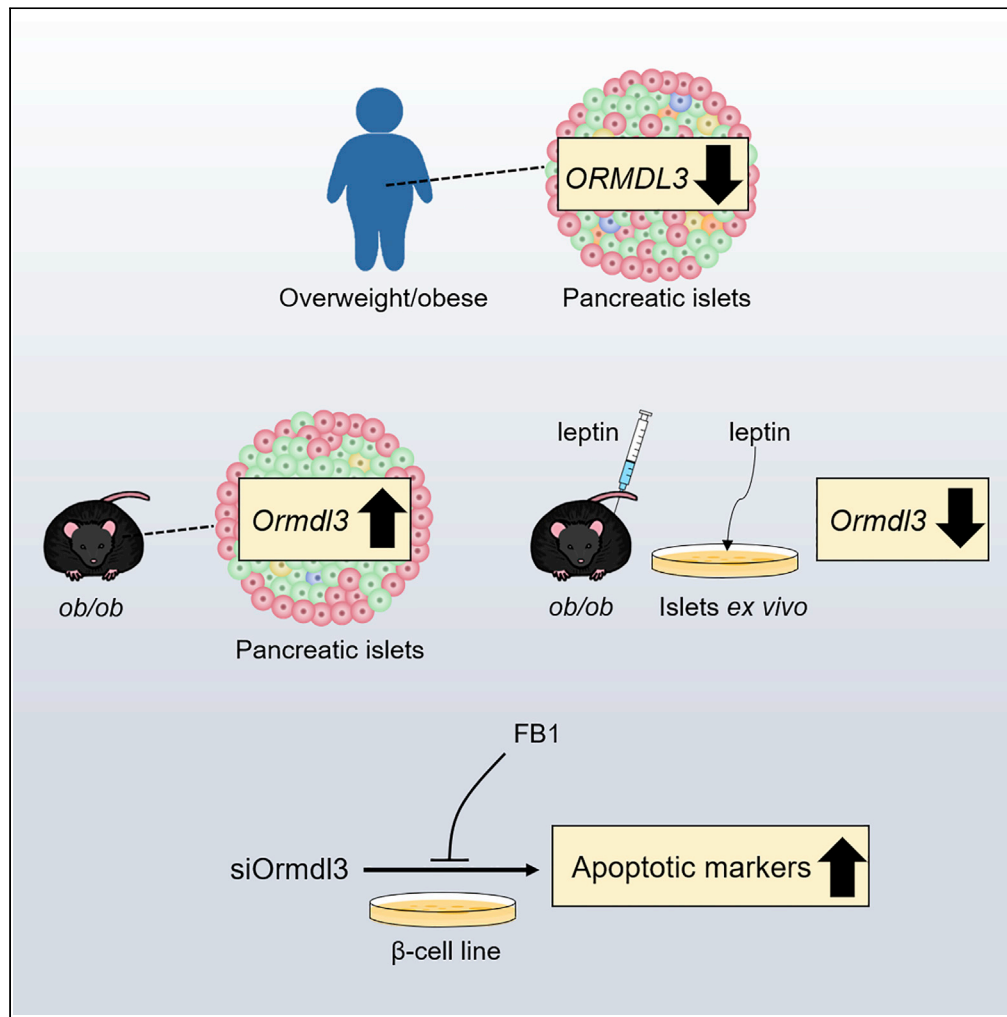 ORMDL3
Overweight/obese
Pancreatic islets
leptin
leptin
Ormdl3
Ormdl3
ob/ob
ob/ob
Islets ex vivo
Pancreatic islets
FB1
siOrmdl3
Apoptotic markers
β-cell line